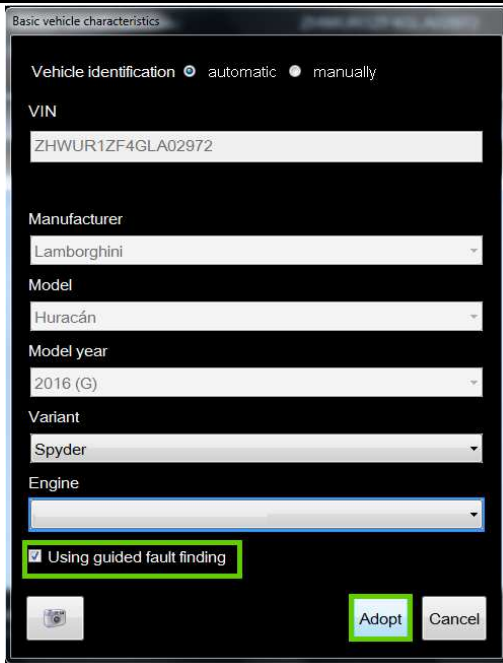 Basic vehicle characteristics
Vehicle identification automatic manually
VIN
ZHWUR1ZF4GLA02972
Manufacturer
Lamborghini
Model
Huracán
Model year
2016 (G)
Variant
Spyder
Engine
Using guided fault finding
Adopt Cancel